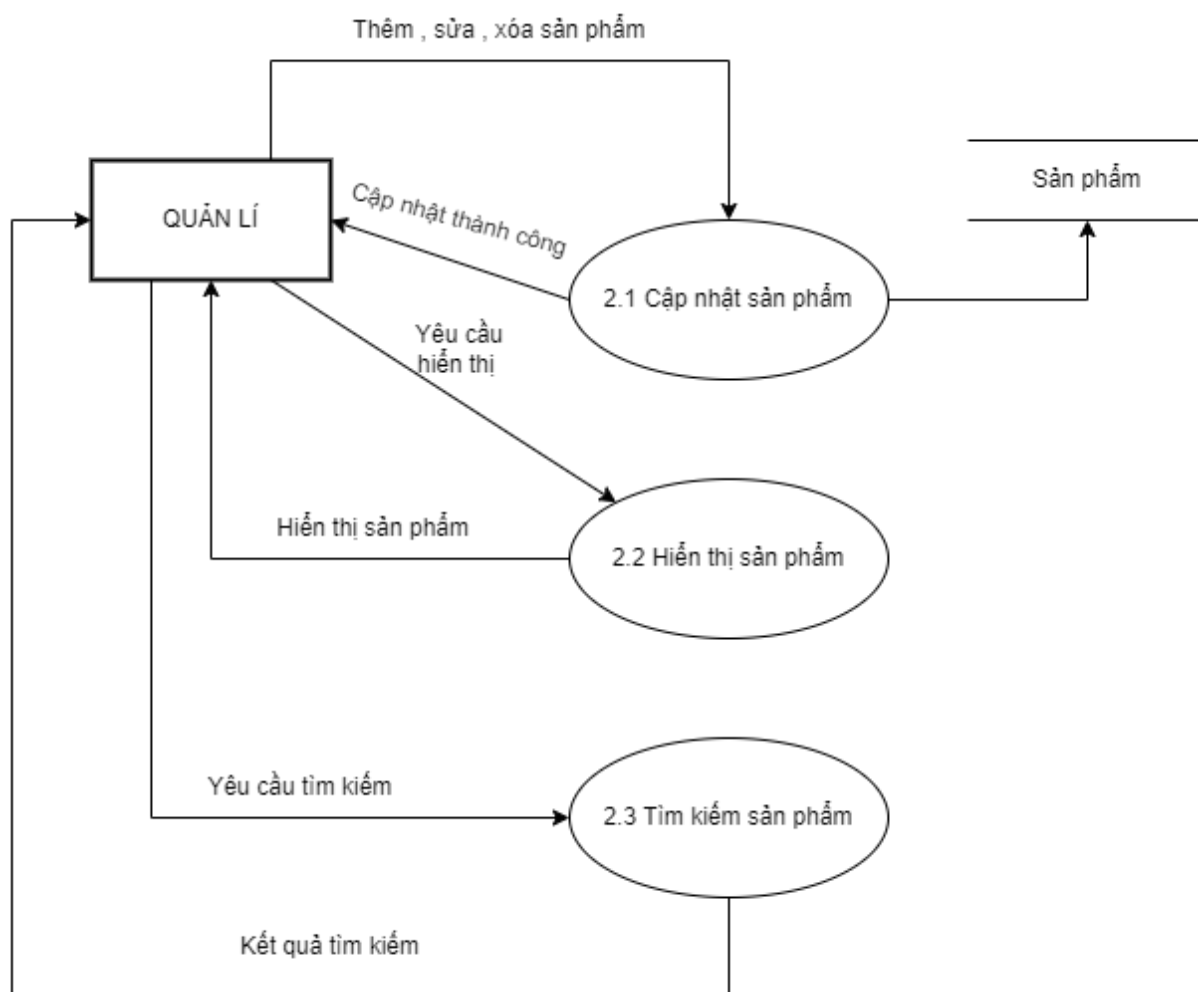 Thêm , sửa , xóa sản phẩm
Sản phẩm
QUẢN LÍ
Cập nhật thành công
2.1 Cập nhật sản phẩm
Yêu cầu
hiển thị
Hiển thị sản phẩm
2.2 Hiển thị sản phẩm
Yêu cầu tìm kiếm
2.3 Tìm kiếm sản phẩm
Kết quả tìm kiếm